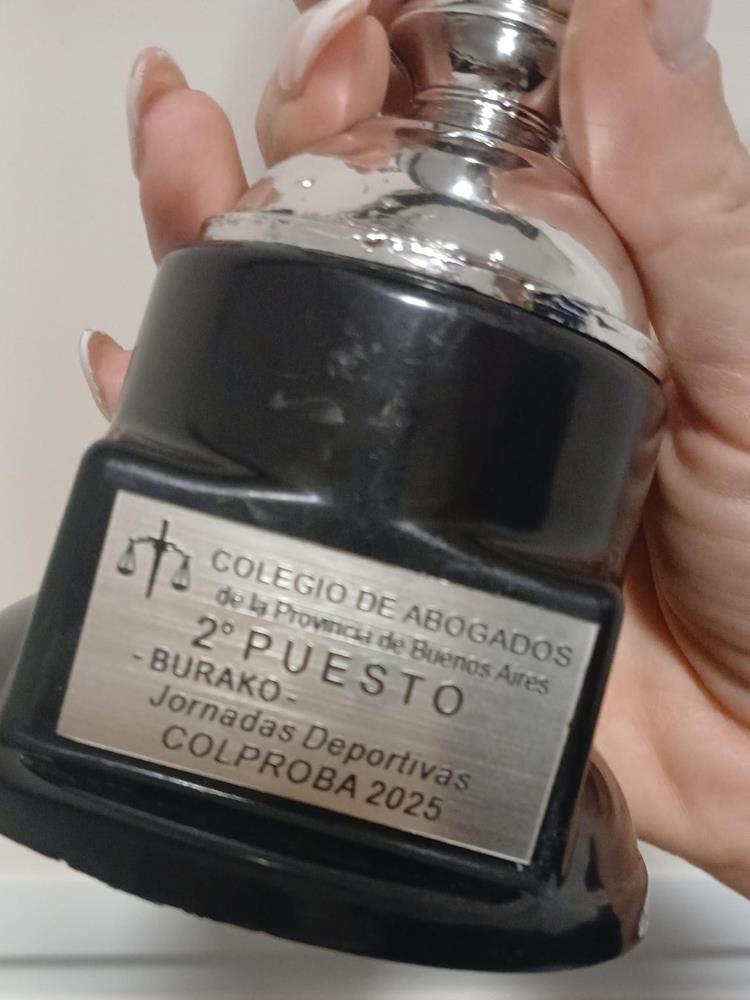 COLEGIO DE ABOGADOS
de la Provincia de Buenos Aires
2° PUESTO
-BURAKO-
Jornadas Deportivas
COLPROBA 2025